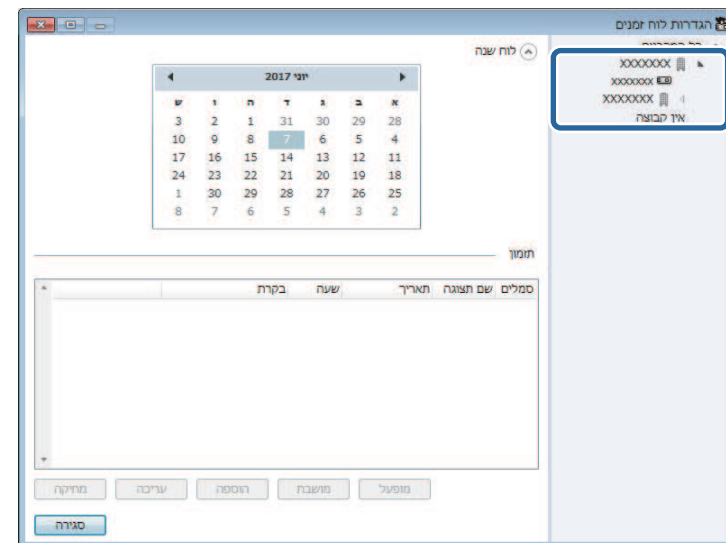 הגדרות לוח זמנים
כל המקרנים
XXXXXXX
XXXXXXX
XXXXXXX
אין קבוצה
לוח שנה
יוני 2017
א ב ג ד ה ו ש
28 29 30 31 1 2 3
4 5 6 7 8 9 10
11 12 13 14 15 16 17
18 19 20 21 22 23 24
25 26 27 28 29 30 1
2 3 4 5 6 7 8
תזמון
סמלים שם תצוגה תאריך שעה בקרת
מופעל מושבת הוספה עריכה מחיקה
סגירה